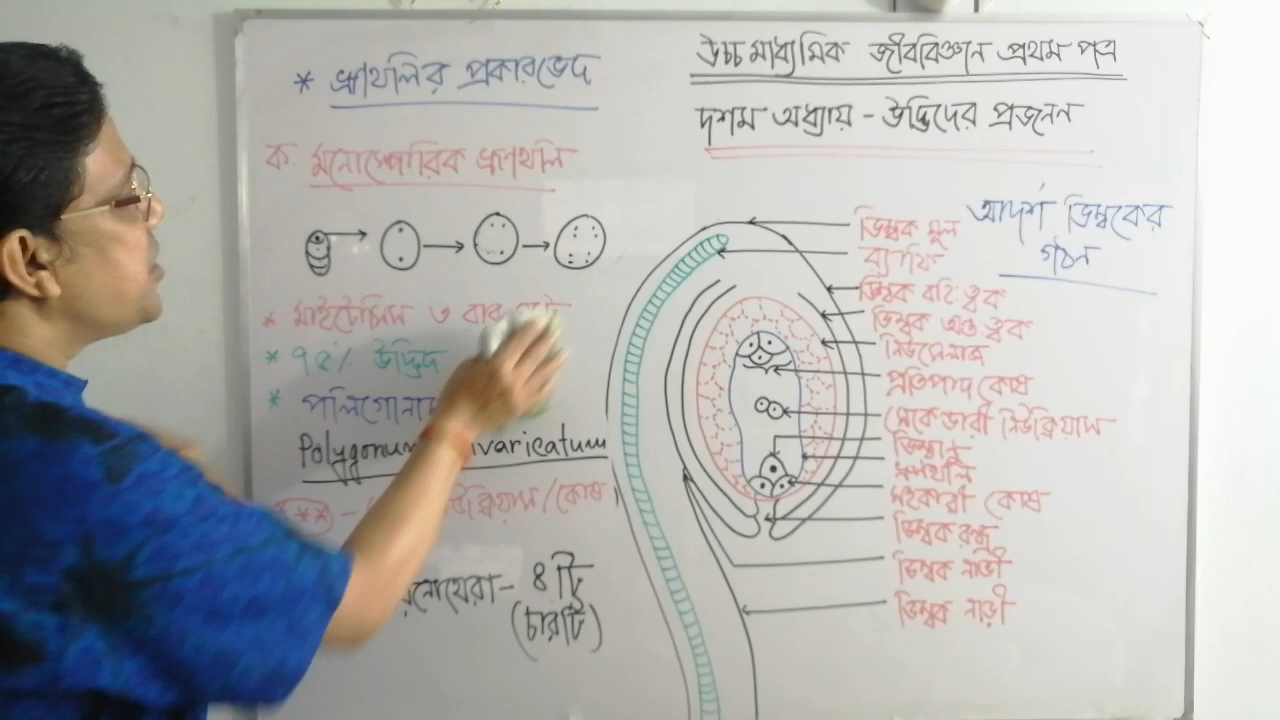 উচ্চ মাধ্যমিক জীববিজ্ঞান প্রথম পত্র
দশম অধ্যায় - উদ্ভিদের প্রজনন
* ভ্রূণথলির প্রকারভেদ
ক. মনোস্পোরিক ভ্রূণথলি
* মাইটোসিস ৩ বার
* ৭৫% উদ্ভিদ
*
Polygonum
*** -
নিউক্লিয়াস/কোষ
- ৪ টি
(চারটি)
আদর্শ ডিম্বকের
গঠন
ডিম্বক মূল
র‍্যাফি
ডিম্বক বহিঃত্বক
ডিম্বক অন্তত্বক
নিউসেলাস
প্রতিপাদ কোষ
সেকেন্ডারী নিউক্লিয়াস
ডিম্বাণু
ভ্রূণথলি
সহকারী কোষ
ডিম্বক রন্ধ্র
ডিম্বক নাভী
ডিম্বক নাড়ী